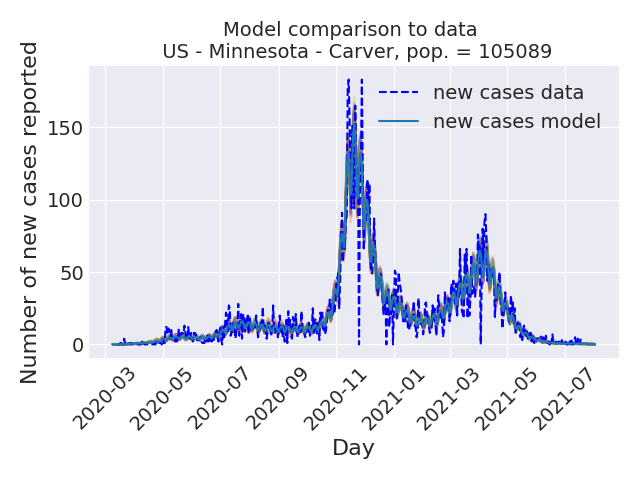 Model comparison to data
US - Minnesota - Carver, pop. = 105089
Number of new cases reported
150
100
50
0
new cases data
new cases model
2020-03
2020-05
2020-07
2020-09
2020-11
2021-01
2021-03
2021-05
2021-07
Day